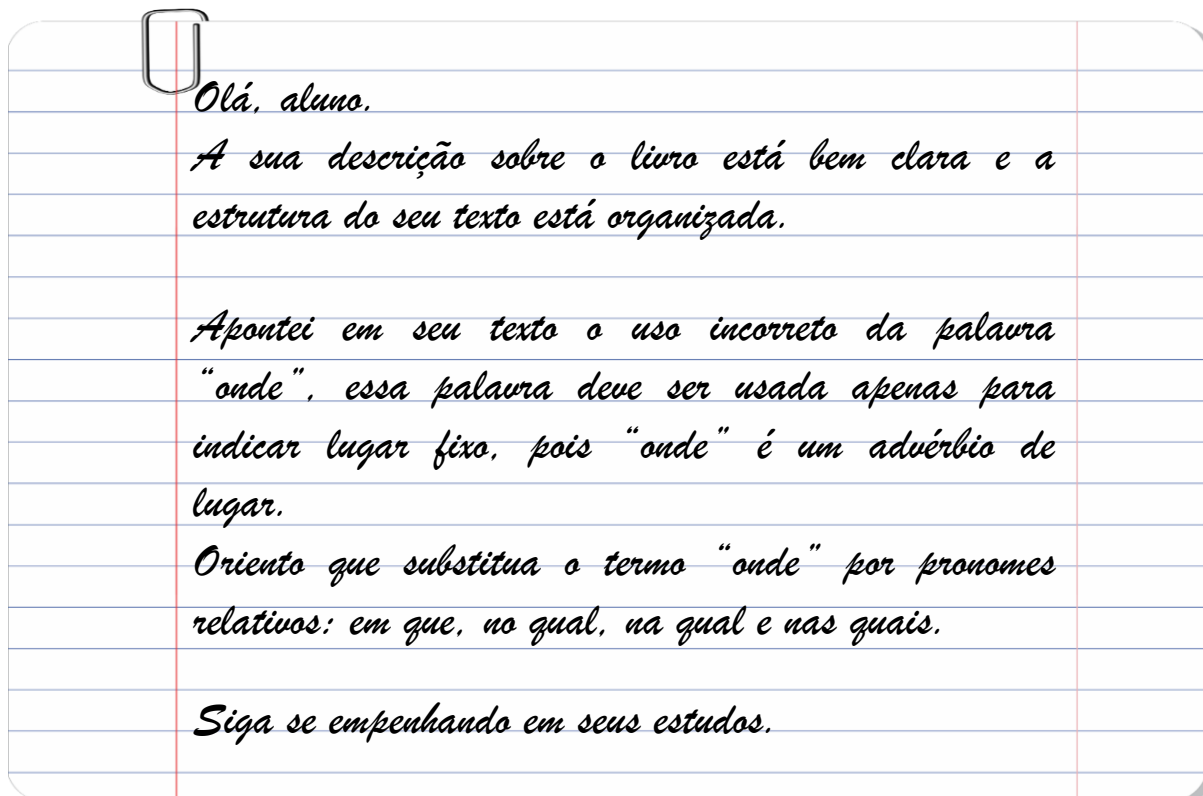 Olá, aluno.
A sua descrição sobre o livro está bem clara e a
estrutura do seu texto está organizada.
Apontei em seu texto o uso incorreto da palavra
“onde”, essa palavra deve ser usada apenas para
indicar lugar fixo, pois “onde” é um advérbio de
lugar.
Oriento que substitua o termo “onde” por pronomes
relativos: em que, no qual, na qual e nas quais.
Siga se empenhando em seus estudos.